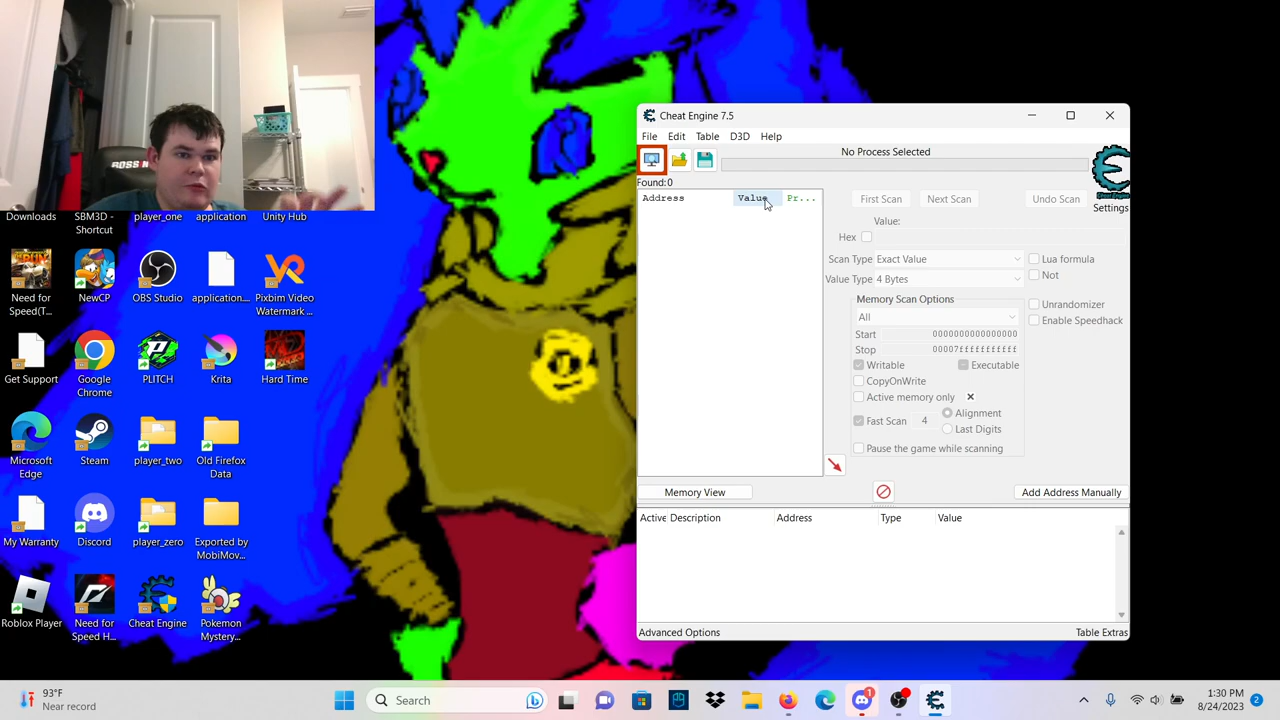 ROSS
Downloads
SBM3D -
Shortcut
player_one
application
Unity Hub
Need for
Speed(T...
NewCP
OBS Studio
application....
Pixbim Video
Watermark ...
Get Support
Google
Chrome
PLITCH
Krita
Hard Time
Microsoft
Edge
Steam
player_two
Old Firefox
Data
My Warranty
Discord
player_zero
Exported by
MobiMov...
Roblox Player
Need for
Speed H...
Cheat Engine
Pokemon
Mystery...
Cheat Engine 7.5
File Edit Table D3D Help
No Process Selected
Found:0
Address Value Pr...
Settings
First Scan Next Scan Undo Scan
Value:
Hex
Scan Type Exact Value
Lua formula
Not
Value Type 4 Bytes
Memory Scan Options
All
Unrandomizer
Enable Speedhack
Start 0000000000000000
Stop 00007fffffffffff
Writable Executable
CopyOnWrite
Active memory only
Fast Scan 4 Alignment
Last Digits
Pause the game while scanning
Memory View
Add Address Manually
Active Description Address Type Value
Advanced Options
Table Extras
93°F
Near record
Search
1
1:30 PM
8/24/2023
2